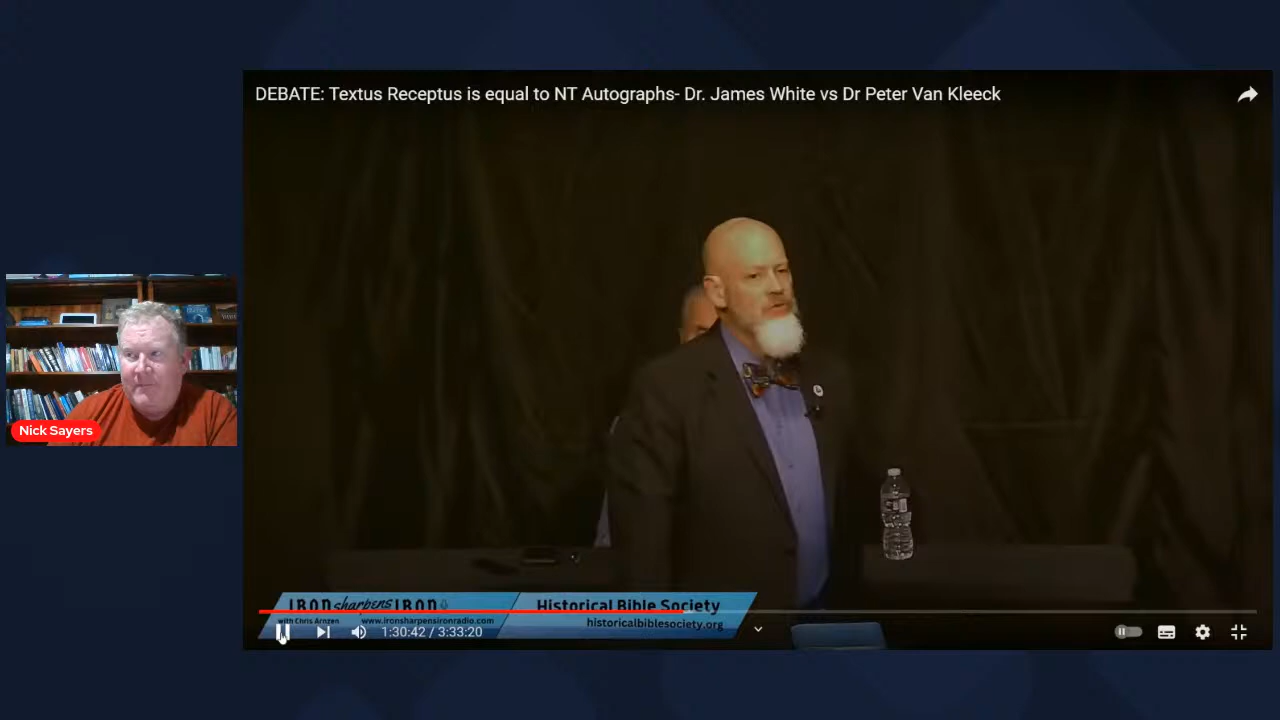 DEBATE: Textus Receptus is equal to NT Autographs- Dr. James White vs Dr Peter Van Kleeck
Nick Sayers
IRON sharpens IRON
with Chris Arnzen www.ironsharpensironradio.com
Historical Bible Society
historicalbiblesociety.org
1:30:42 / 3:33:20